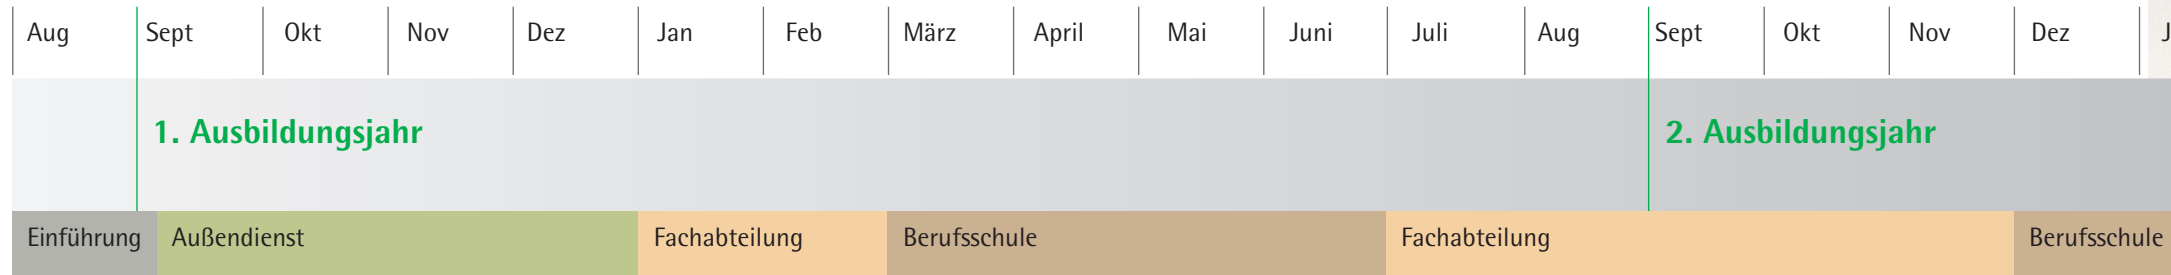 Aug Sept Okt Nov Dez Jan Feb März April Mai Juni Juli Aug Sept Okt Nov Dez J
1. Ausbildungsjahr 2. Ausbildungsjahr
Einführung Außendienst Fachabteilung Berufsschule Fachabteilung Berufsschule